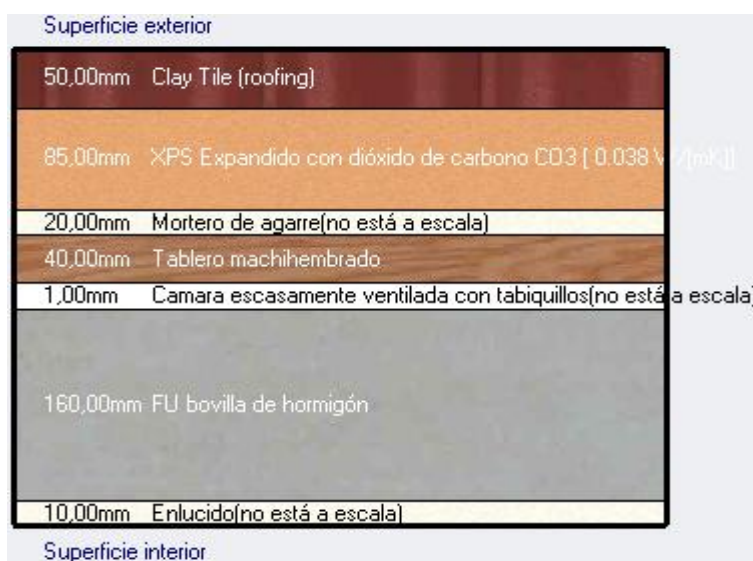 Superficie exterior
50,00mm Clay Tile (roofing)
85,00mm XPS Expandido con dióxido de carbono CO3 [ 0.038 W/[mK]]
20,00mm Mortero de agarre(no está a escala)
40,00mm Tablero machihembrado
1,00mm Camara escasamente ventilada con tabiquillos(no está a escala)
160,00mm FU bovilla de hormigón
10,00mm Enlucido(no está a escala)
Superficie interior